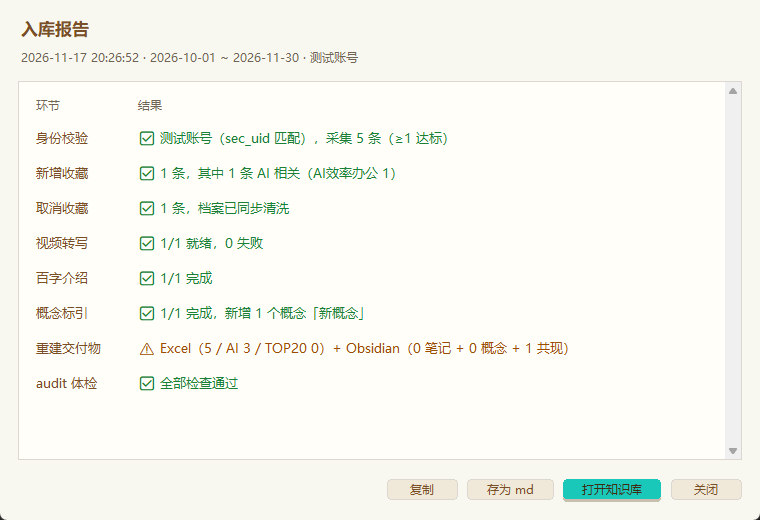 入库报告
2026-11-17 20:26:52 · 2026-10-01 ~ 2026-11-30 · 测试账号
环节 结果
身份校验 测试账号（sec_uid 匹配），采集 5 条（≥1 达标）
新增收藏 1 条，其中 1 条 AI 相关（AI效率办公 1）
取消收藏 1 条，档案已同步清洗
视频转写 1/1 就绪，0 失败
百字介绍 1/1 完成
概念标引 1/1 完成，新增 1 个概念「新概念」
重建交付物 Excel（5 / AI 3 / TOP20 0）+ Obsidian（0 笔记 + 0 概念 + 1 共现）
audit 体检 全部检查通过
复制 存为 md 打开知识库 关闭